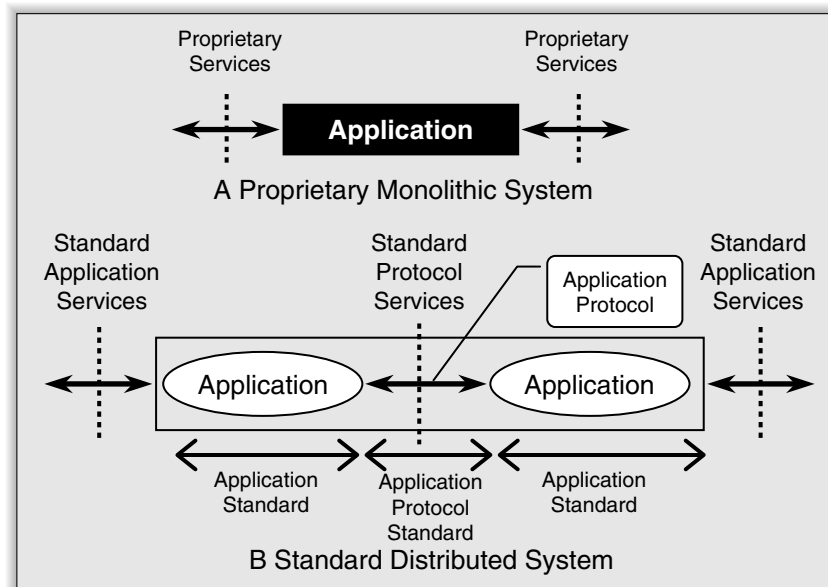 Proprietary
Services
Proprietary
Services
Application
A Proprietary Monolithic System
Standard
Application
Services
Standard
Protocol
Services
Application
Protocol
Standard
Application
Services
Application
Application
Application
Standard
Application
Protocol
Standard
Application
Standard
B Standard Distributed System